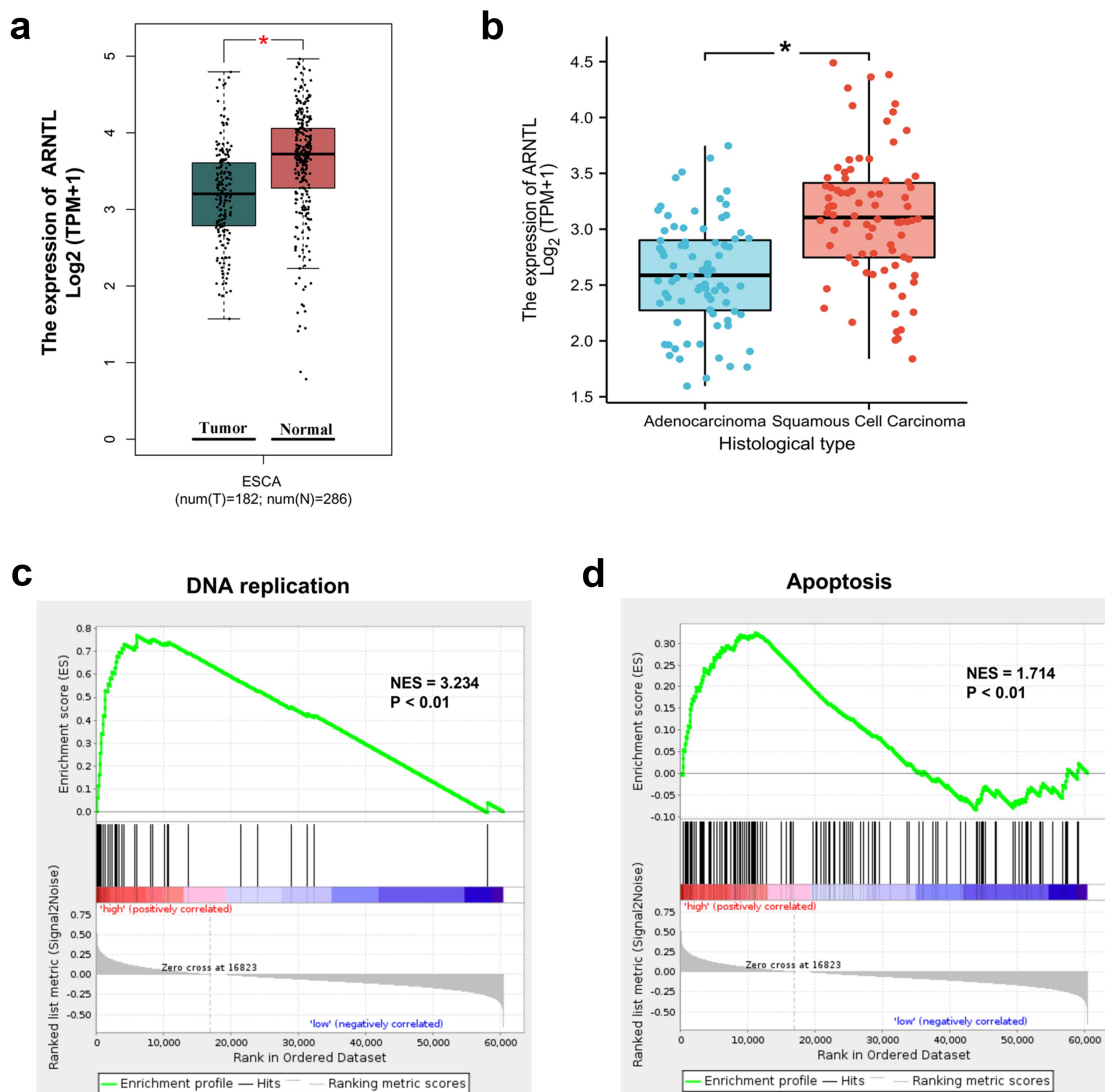 a
The expression of ARNTL
Log2 (TPM+1)
5
4
3
2
1
0
*
Tumor
Normal
ESCA
(num(T)=182; num(N)=286)
b
The expression of ARNTL
Log2 (TPM+1)
4.5
4.0
3.5
3.0
2.5
2.0
1.5
*
Adenocarcinoma
Squamous Cell Carcinoma
Histological type
c
DNA replication
Enrichment score (ES)
0.8
0.7
0.6
0.5
0.4
0.3
0.2
0.1
0.0
NES = 3.234
P < 0.01
Ranked list metric (Signal2Noise)
'high' (positively correlated)
0.75
0.50
0.25
0.00
-0.25
-0.50
Zero cross at 16823
'low' (negatively correlated)
0 10,000 20,000 30,000 40,000 50,000 60,000
Rank in Ordered Dataset
Enrichment profile Hits Ranking metric scores
d
Apoptosis
Enrichment score (ES)
0.30
0.25
0.20
0.15
0.10
0.05
0.00
-0.05
-0.10
NES = 1.714
P < 0.01
Ranked list metric (Signal2Noise)
'high' (positively correlated)
0.75
0.50
0.25
0.00
-0.25
-0.50
Zero cross at 16823
'low' (negatively correlated)
0 10,000 20,000 30,000 40,000 50,000 60,000
Rank in Ordered Dataset
Enrichment profile Hits Ranking metric scores